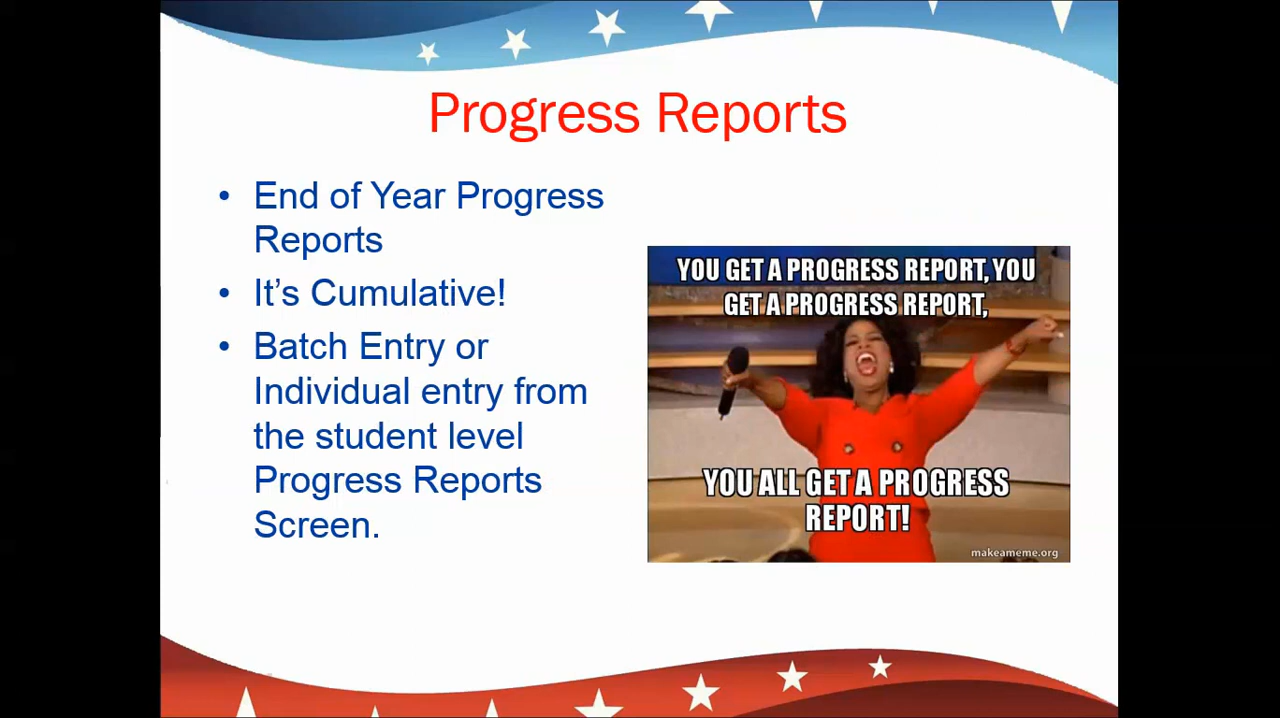 Progress Reports
• End of Year Progress
Reports
• It’s Cumulative!
• Batch Entry or
Individual entry from
the student level
Progress Reports
Screen.
YOU GET A PROGRESS REPORT, YOU
GET A PROGRESS REPORT,
YOU ALL GET A PROGRESS
REPORT!
makeameme.org